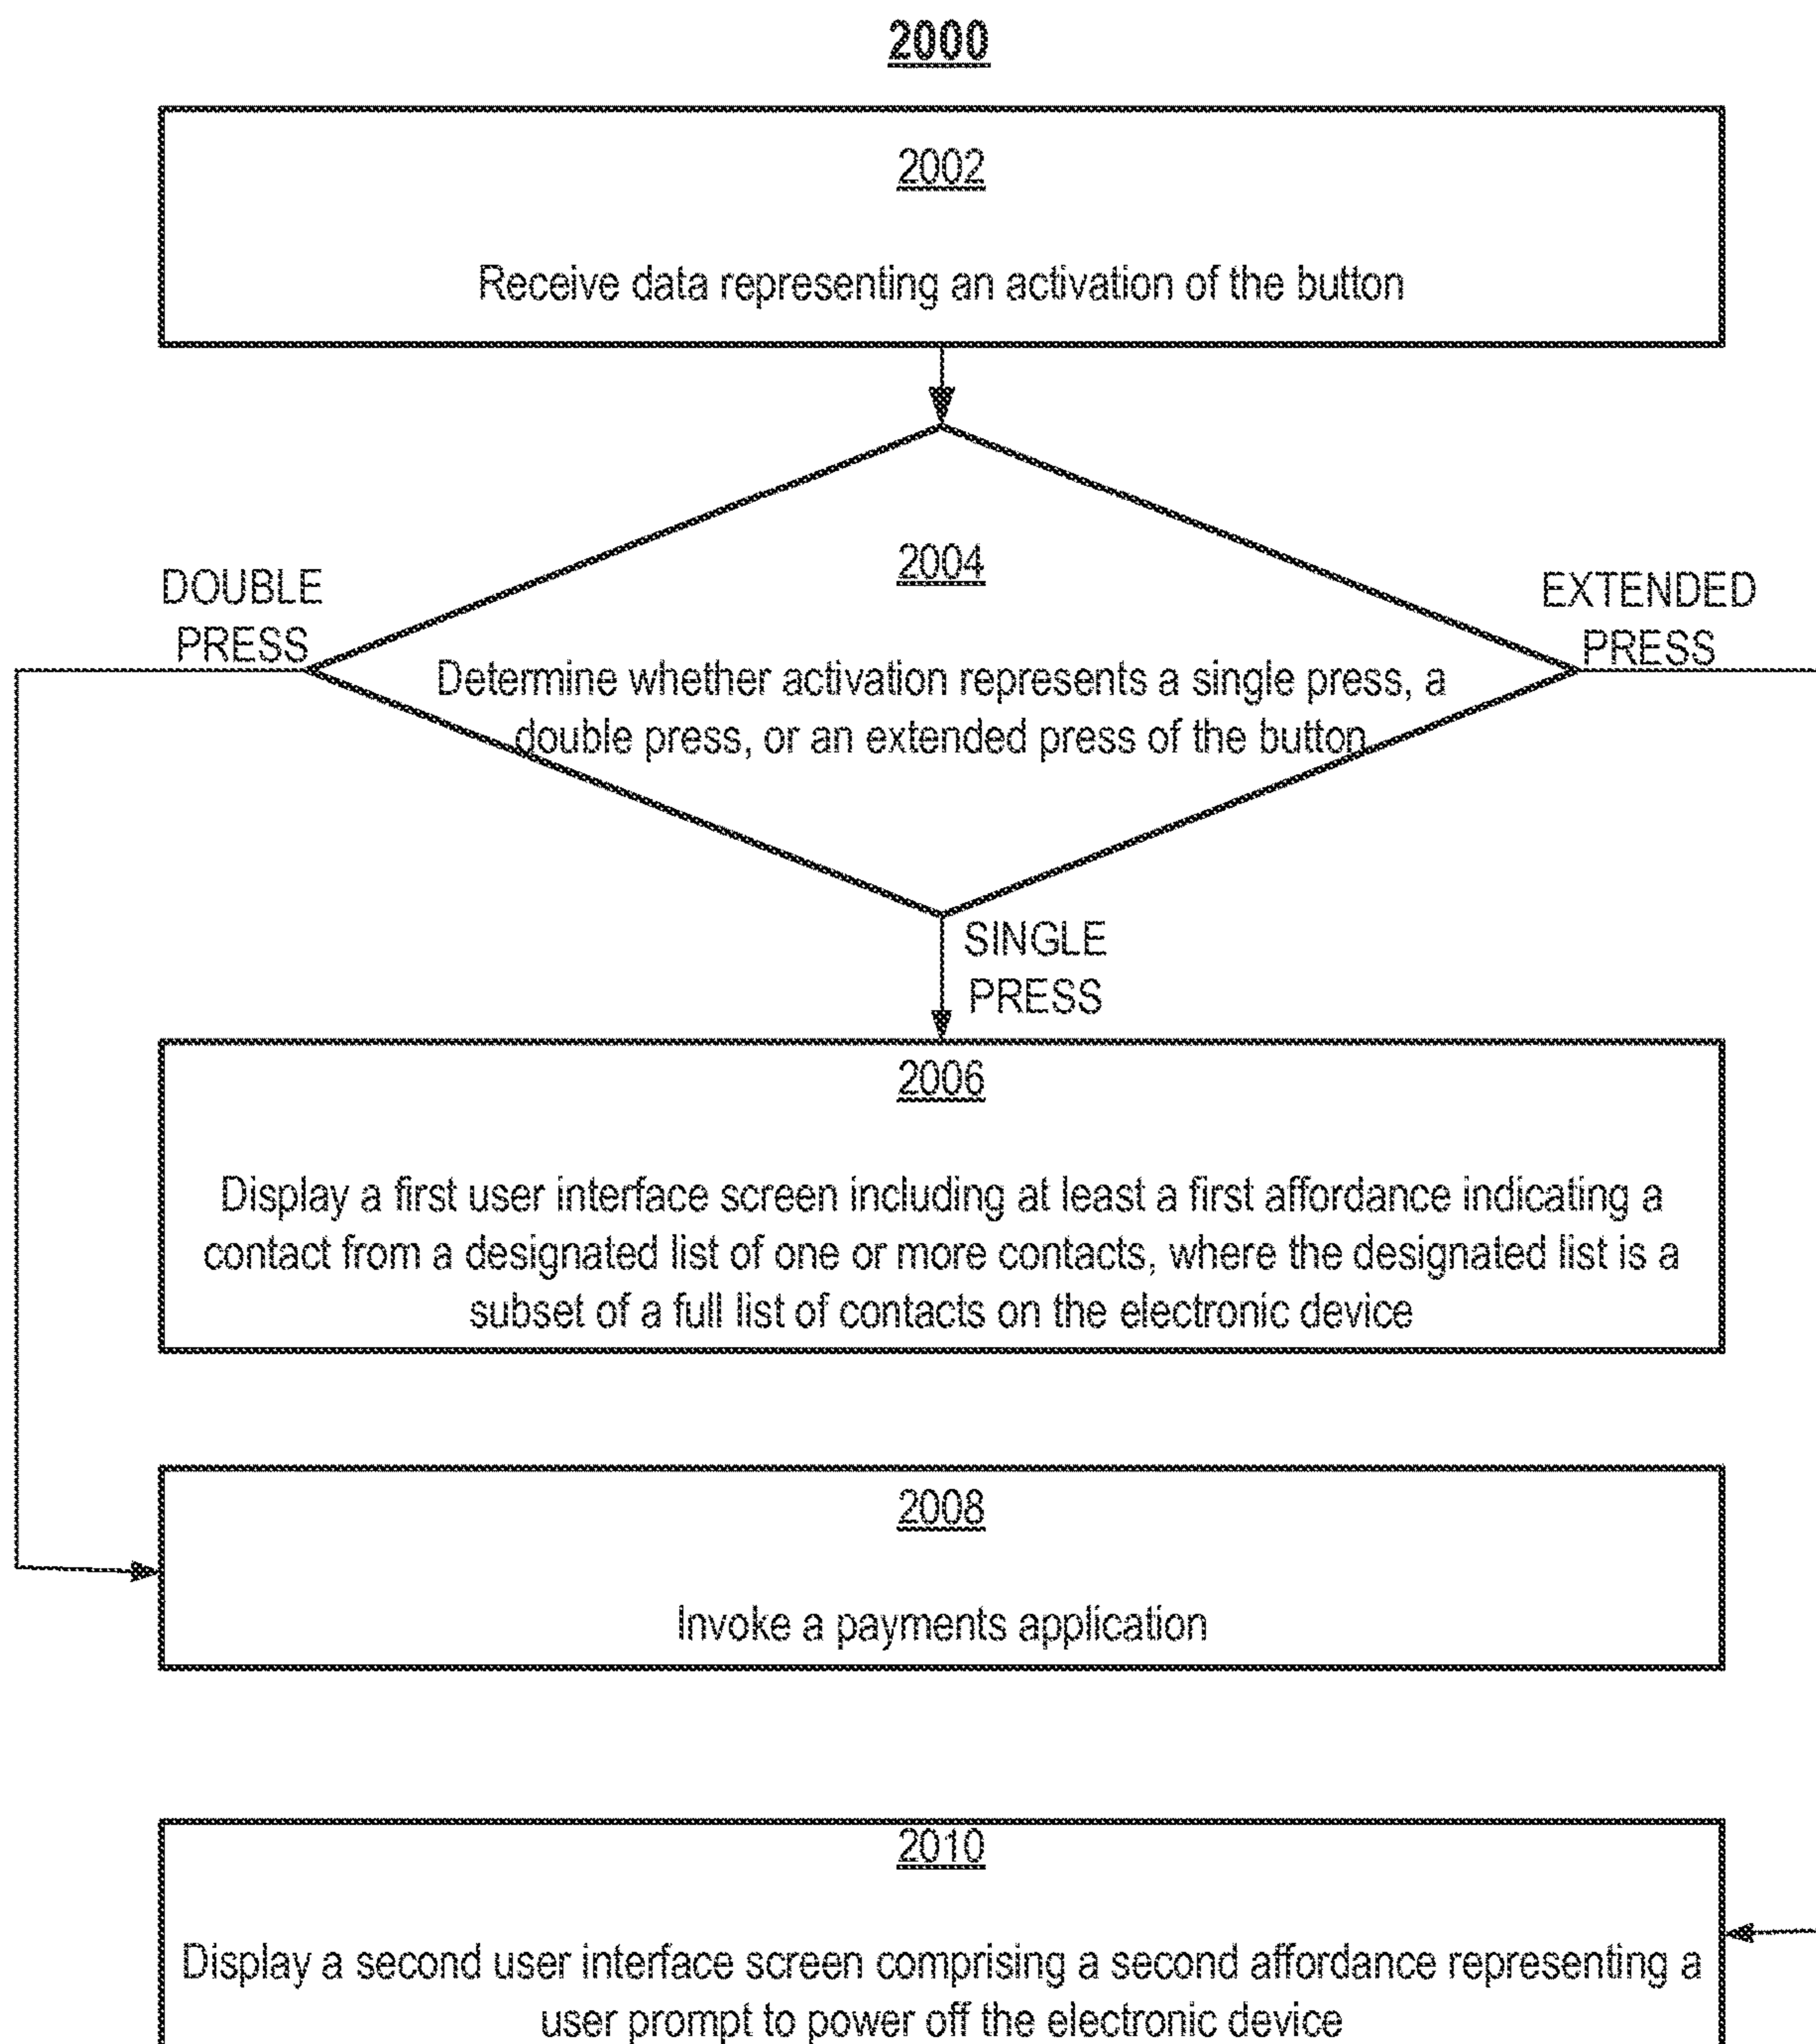 2000
2002
Receive data representing an activation of the button
DOUBLE
PRESS
2004
EXTENDED
PRESS
Determine whether activation represents a single press, a
double press, or an extended press of the button
SINGLE
PRESS
2006
Display a first user interface screen including at least a first affordance indicating a
contact from a designated list of one or more contacts, where the designated list is a
subset of a full list of contacts on the electronic device
2008
Invoke a payments application
2010
Display a second user interface screen comprising a second affordance representing a
user prompt to power off the electronic device